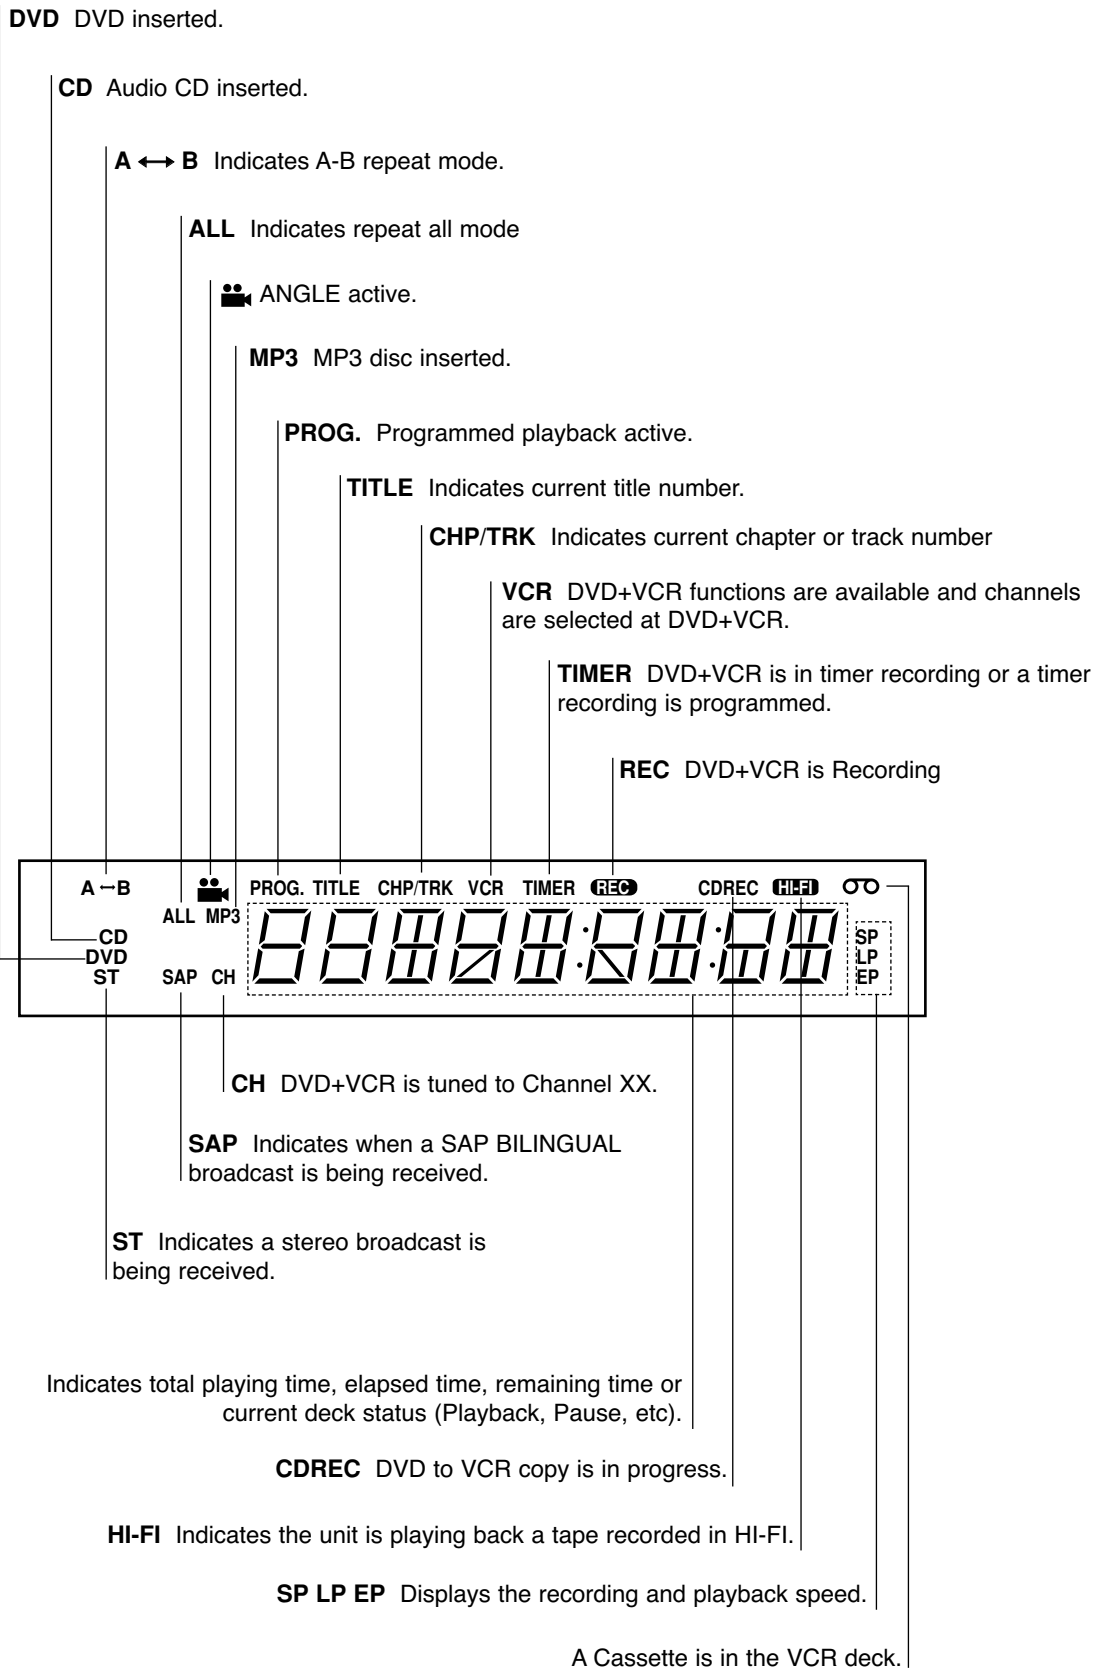 DVD DVD inserted.
CD Audio CD inserted.
A ↔ B Indicates A-B repeat mode.
ALL Indicates repeat all mode
ANGLE active.
MP3 MP3 disc inserted.
PROG. Programmed playback active.
TITLE Indicates current title number.
CHP/TRK Indicates current chapter or track number
VCR DVD+VCR functions are available and channels
are selected at DVD+VCR.
TIMER DVD+VCR is in timer recording or a timer
recording is programmed.
REC DVD+VCR is Recording
A↔B PROG. TITLE CHP/TRK VCR TIMER REC CDREC HI-FI
ALL MP3
CD SP
DVD LP
ST SAP CH EP
CH DVD+VCR is tuned to Channel XX.
SAP Indicates when a SAP BILINGUAL
broadcast is being received.
ST Indicates a stereo broadcast is
being received.
Indicates total playing time, elapsed time, remaining time or
current deck status (Playback, Pause, etc).
CDREC DVD to VCR copy is in progress.
HI-FI Indicates the unit is playing back a tape recorded in HI-FI.
SP LP EP Displays the recording and playback speed.
A Cassette is in the VCR deck.